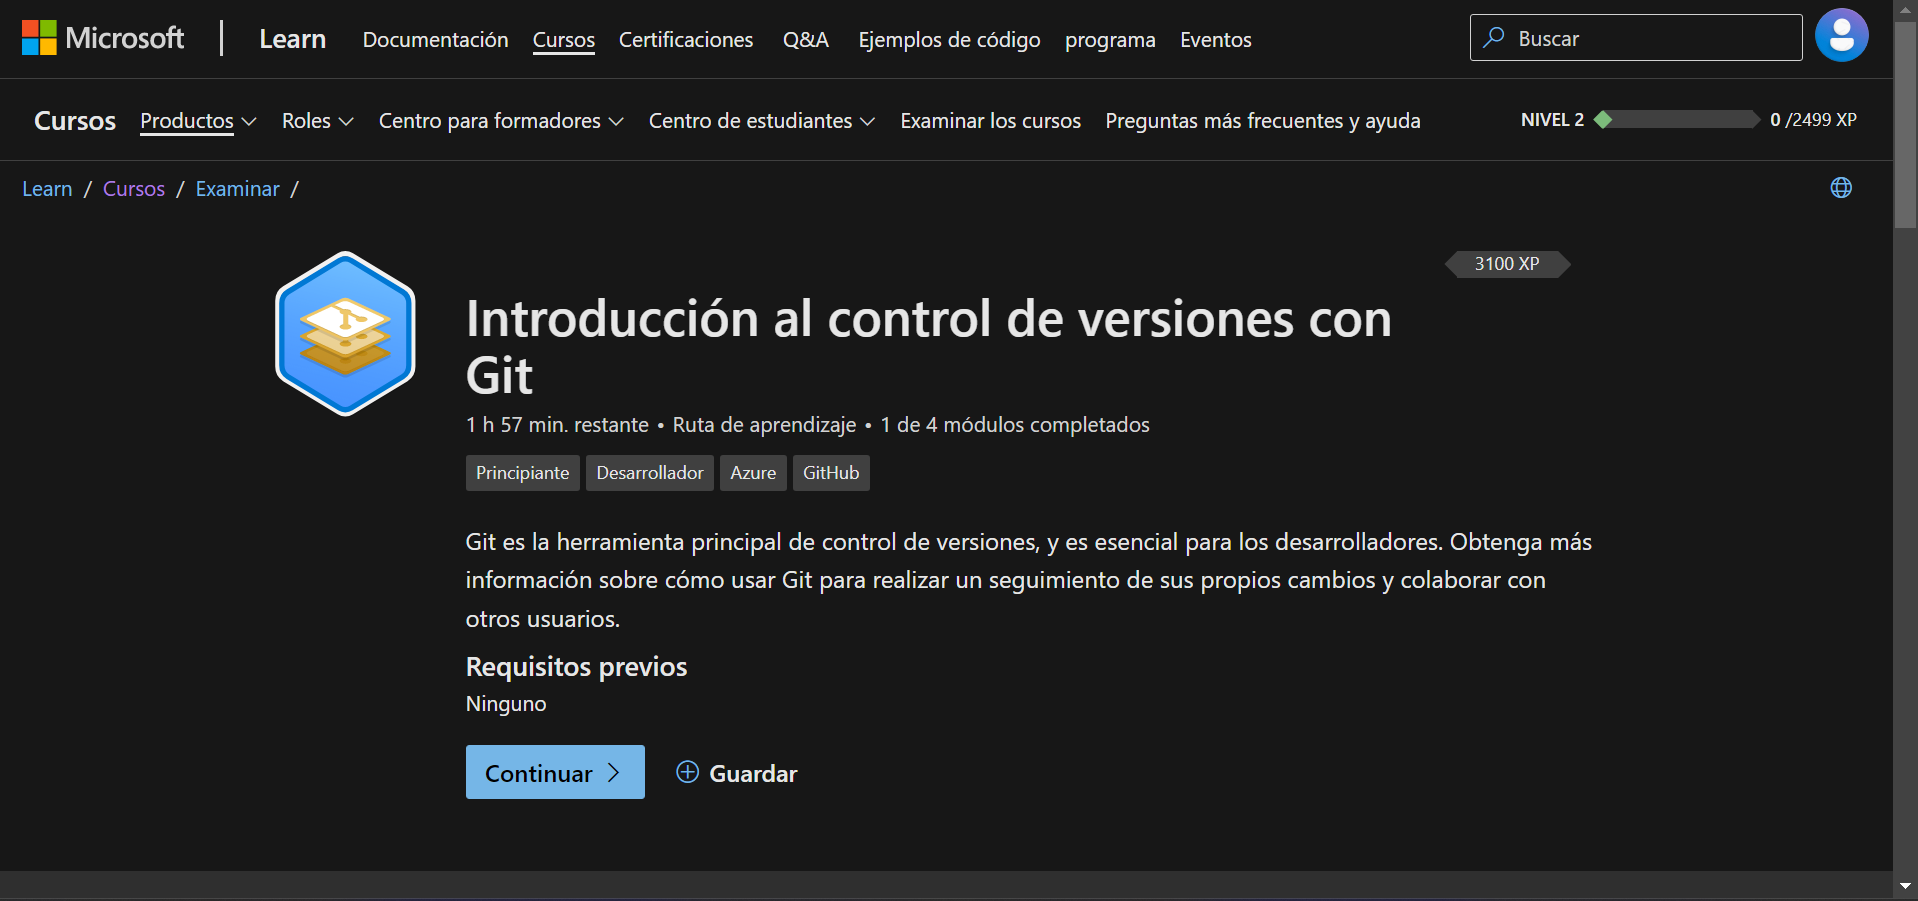 Microsoft Learn Documentación Cursos Certificaciones Q&A Ejemplos de código programa Eventos Buscar
Cursos Productos Roles Centro para formadores Centro de estudiantes Examinar los cursos Preguntas más frecuentes y ayuda NIVEL 2 0 /2499 XP
Learn / Cursos / Examinar /
3100 XP
Introducción al control de versiones con
Git
1 h 57 min. restante • Ruta de aprendizaje • 1 de 4 módulos completados
Principiante Desarrollador Azure GitHub
Git es la herramienta principal de control de versiones, y es esencial para los desarrolladores. Obtenga más
información sobre cómo usar Git para realizar un seguimiento de sus propios cambios y colaborar con
otros usuarios.
Requisitos previos
Ninguno
Continuar Guardar